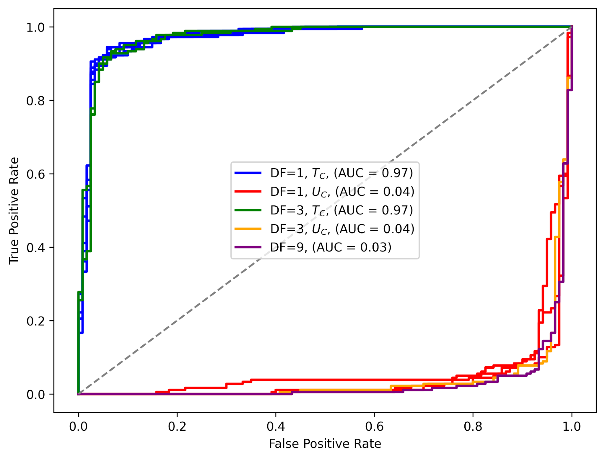 1.0
0.8
0.6
0.4
0.2
0.0
True Positive Rate
DF=1, T_C, (AUC = 0.97)
DF=1, U_C, (AUC = 0.04)
DF=3, T_C, (AUC = 0.97)
DF=3, U_C, (AUC = 0.04)
DF=9, (AUC = 0.03)
0.0 0.2 0.4 0.6 0.8 1.0
False Positive Rate